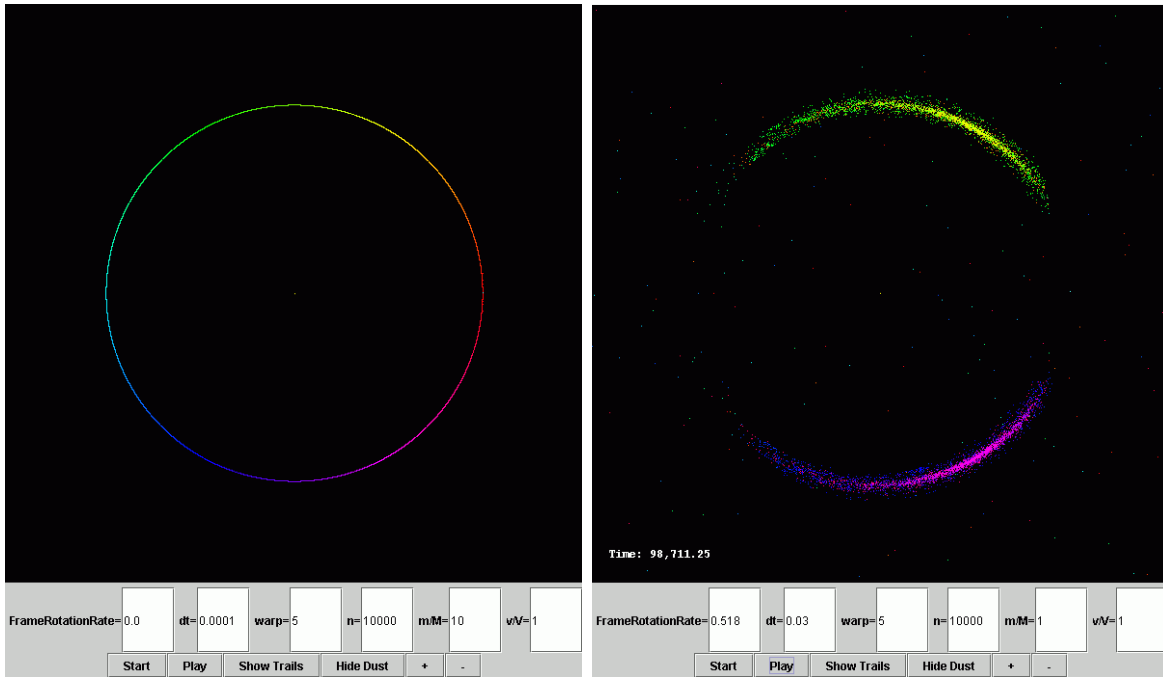 Time: 98,711.25
FrameRotationRate= 0.0 dt= 0.0001 warp= 5 n= 10000 m/M= 10 v/V= 1
Start Play Show Trails Hide Dust + -
FrameRotationRate= 0.518 dt= 0.03 warp= 5 n= 10000 m/M= 1 v/V= 1
Start Play Show Trails Hide Dust + -